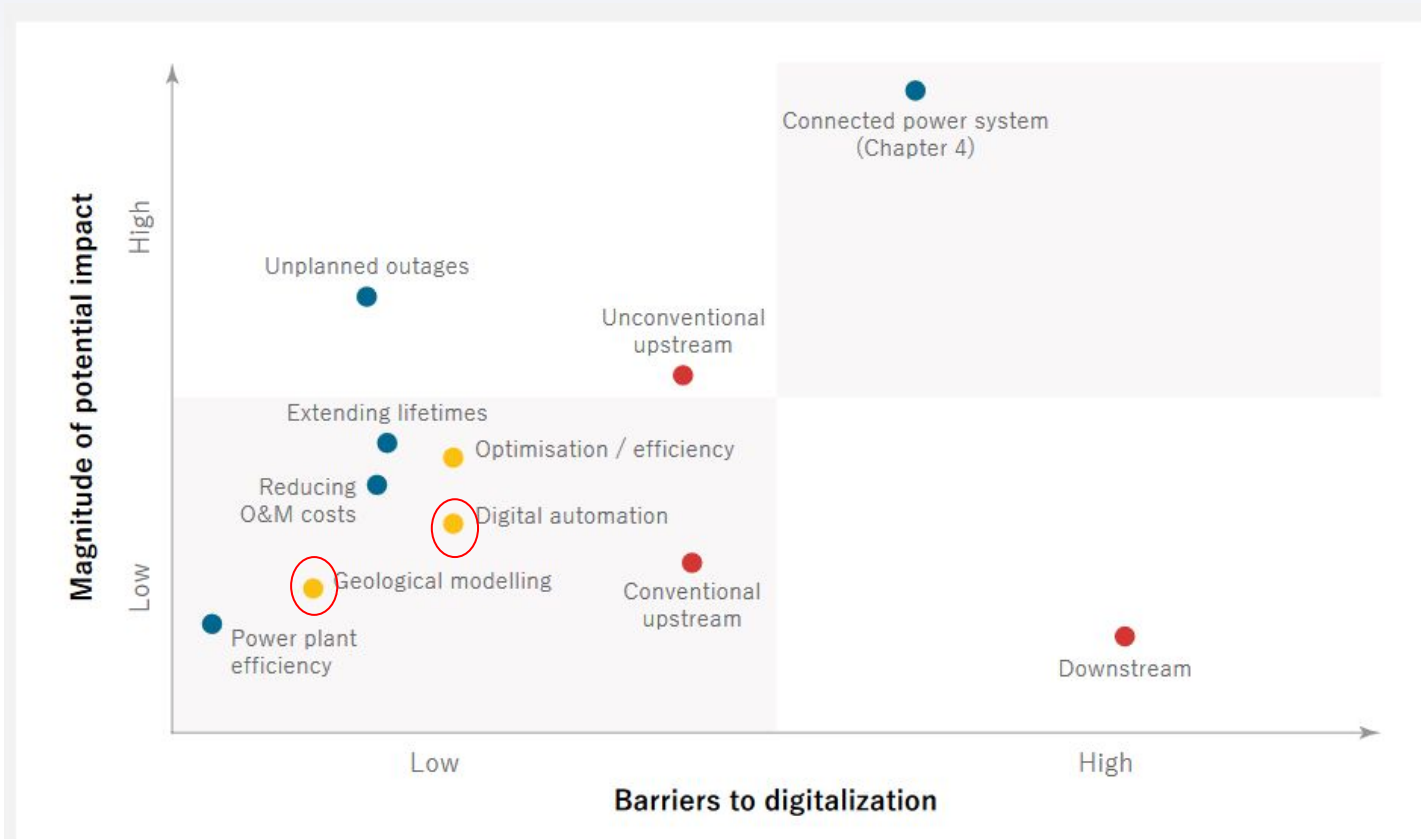 Connected power system
(Chapter 4)
High
Magnitude of potential impact
Unplanned outages
Unconventional
upstream
Extending lifetimes
Optimisation / efficiency
Reducing
O&M costs
Digital automation
Low
Geological modelling
Conventional
upstream
Power plant
efficiency
Downstream
Low
High
Barriers to digitalization